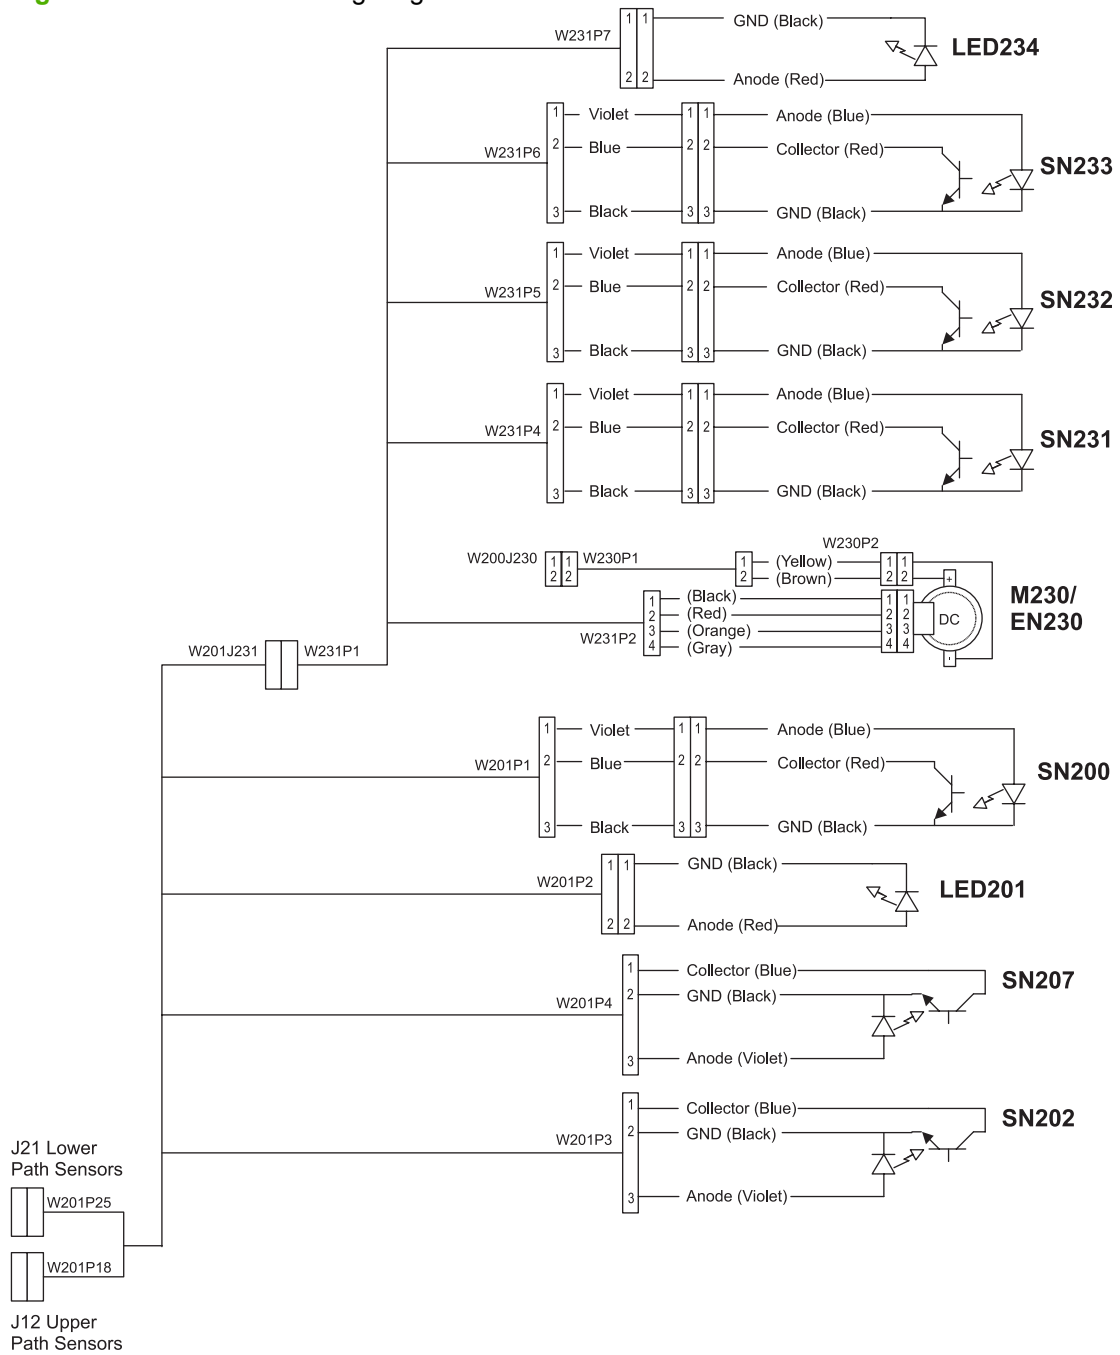 W231P7
1 1
GND (Black)
LED234
2 2
Anode (Red)
W231P6
1
Violet
1 1
Anode (Blue)
2
Blue
2 2
Collector (Red)
SN233
3
Black
3 3
GND (Black)
W231P5
1
Violet
1 1
Anode (Blue)
2
Blue
2 2
Collector (Red)
SN232
3
Black
3 3
GND (Black)
W231P4
1
Violet
1 1
Anode (Blue)
2
Blue
2 2
Collector (Red)
SN231
3
Black
3 3
GND (Black)
W200J230
1 1
2 2
W230P1
1
(Yellow)
2
(Brown)
W230P2
1 1
2 2
+
M230/
EN230
DC
-
W231P2
1
(Black)
1 1
2
(Red)
2 2
3
(Orange)
3 3
4
(Gray)
4 4
W201J231
W231P1
W201P1
1
Violet
1 1
Anode (Blue)
2
Blue
2 2
Collector (Red)
SN200
3
Black
3 3
GND (Black)
W201P2
1 1
GND (Black)
LED201
2 2
Anode (Red)
W201P4
1
Collector (Blue)
SN207
2
GND (Black)
3
Anode (Violet)
W201P3
1
Collector (Blue)
SN202
2
GND (Black)
3
Anode (Violet)
J21 Lower
Path Sensors
W201P25
W201P18
J12 Upper
Path Sensors